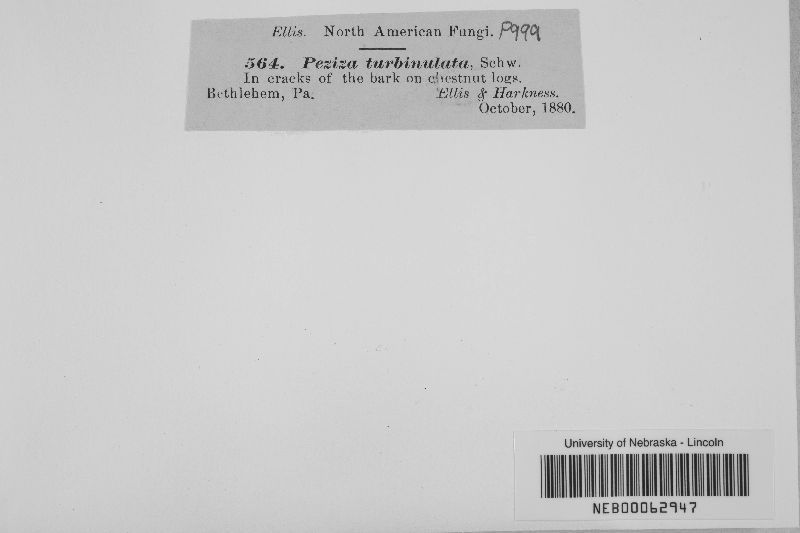 Ellis. North American Fungi. P999
564. Peziza turbinulata, Schw.
In cracks of the bark on chestnut logs.
Bethlehem, Pa. Ellis & Harkness.
October, 1880.
University of Nebraska - Lincoln
NEB00062947